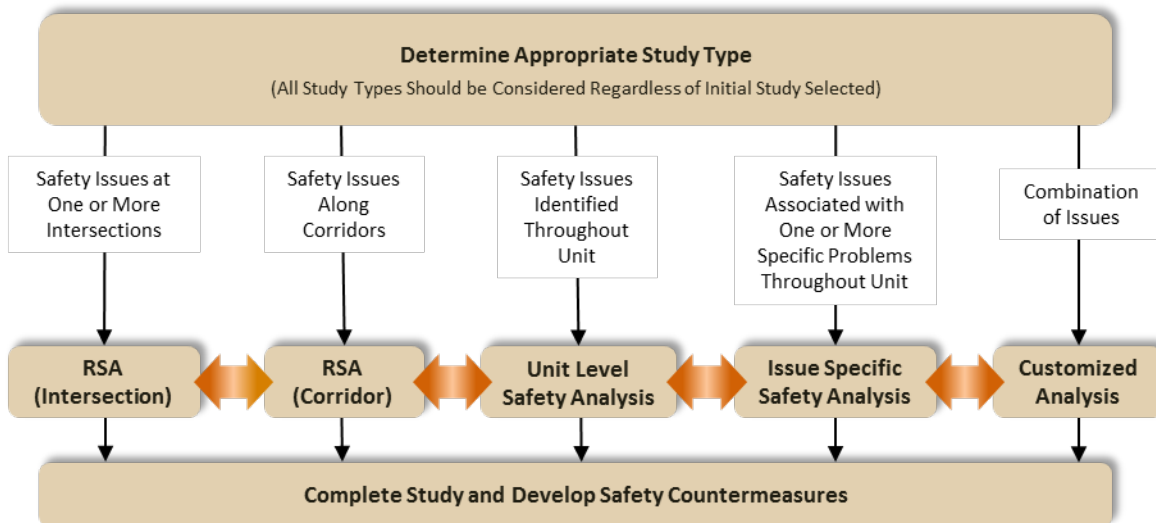 Determine Appropriate Study Type
(All Study Types Should be Considered Regardless of Initial Study Selected)
Safety Issues at
One or More
Intersections
Safety Issues
Along
Corridors
Safety Issues
Identified
Throughout
Unit
Safety Issues
Associated with
One or More
Specific Problems
Throughout Unit
Combination
of Issues
RSA
(Intersection)
RSA
(Corridor)
Unit Level
Safety Analysis
Issue Specific
Safety Analysis
Customized
Analysis
Complete Study and Develop Safety Countermeasures